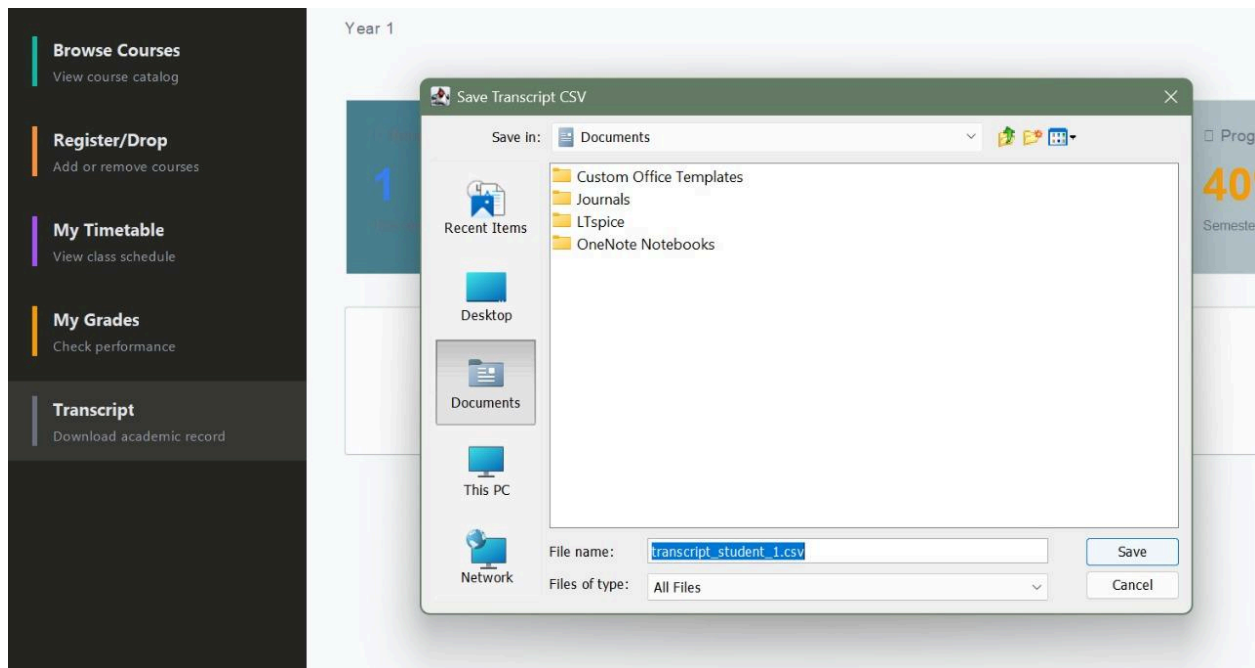 Browse Courses
View course catalog
Register/Drop
Add or remove courses
My Timetable
View class schedule
My Grades
Check performance
Transcript
Download academic record
Year 1
1
Save Transcript CSV
Save in:
Documents
Recent Items
Desktop
Documents
This PC
Network
Custom Office Templates
Journals
LTspice
OneNote Notebooks
File name:
transcript_student_1.csv
Save
Files of type:
All Files
Cancel
Prog
40
Semeste